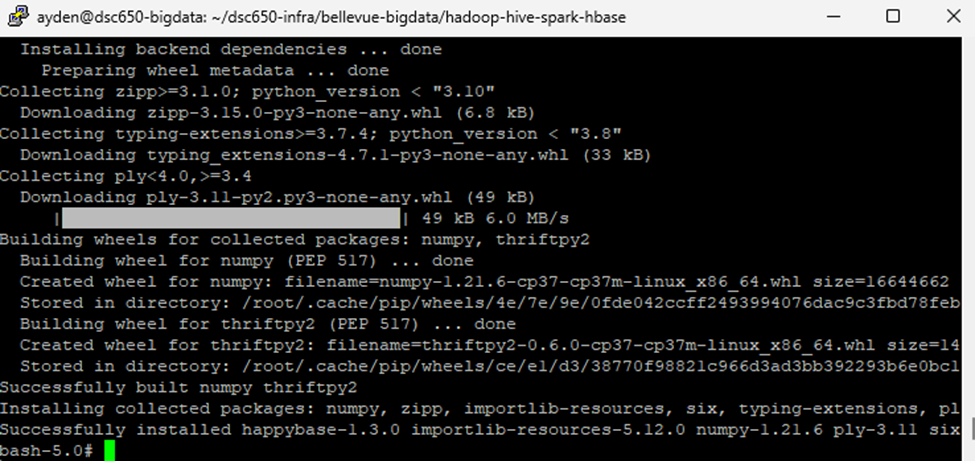 ayden@dsc650-bigdata: ~/dsc650-infra/bellevue-bigdata/hadoop-hive-spark-hbase
  Installing backend dependencies ... done
    Preparing wheel metadata ... done
Collecting zipp>=3.1.0; python_version < "3.10"
  Downloading zipp-3.15.0-py3-none-any.whl (6.8 kB)
Collecting typing-extensions>=3.7.4; python_version < "3.8"
  Downloading typing_extensions-4.7.1-py3-none-any.whl (33 kB)
Collecting ply<4.0,>=3.4
  Downloading ply-3.11-py2.py3-none-any.whl (49 kB)
     | | 49 kB 6.0 MB/s
Building wheels for collected packages: numpy, thriftpy2
  Building wheel for numpy (PEP 517) ... done
  Created wheel for numpy: filename=numpy-1.21.6-cp37-cp37m-linux_x86_64.whl size=16644662
  Stored in directory: /root/.cache/pip/wheels/4e/7e/9e/0fde042ccff2493994076dac9c3fbd78feb
  Building wheel for thriftpy2 (PEP 517) ... done
  Created wheel for thriftpy2: filename=thriftpy2-0.6.0-cp37-cp37m-linux_x86_64.whl size=14
  Stored in directory: /root/.cache/pip/wheels/ce/e1/d3/38770f98821c966d3ad3bb392293b6e0bc1
Successfully built numpy thriftpy2
Installing collected packages: numpy, zipp, importlib-resources, six, typing-extensions, pl
Successfully installed happybase-1.3.0 importlib-resources-5.12.0 numpy-1.21.6 ply-3.11 six
bash-5.0#